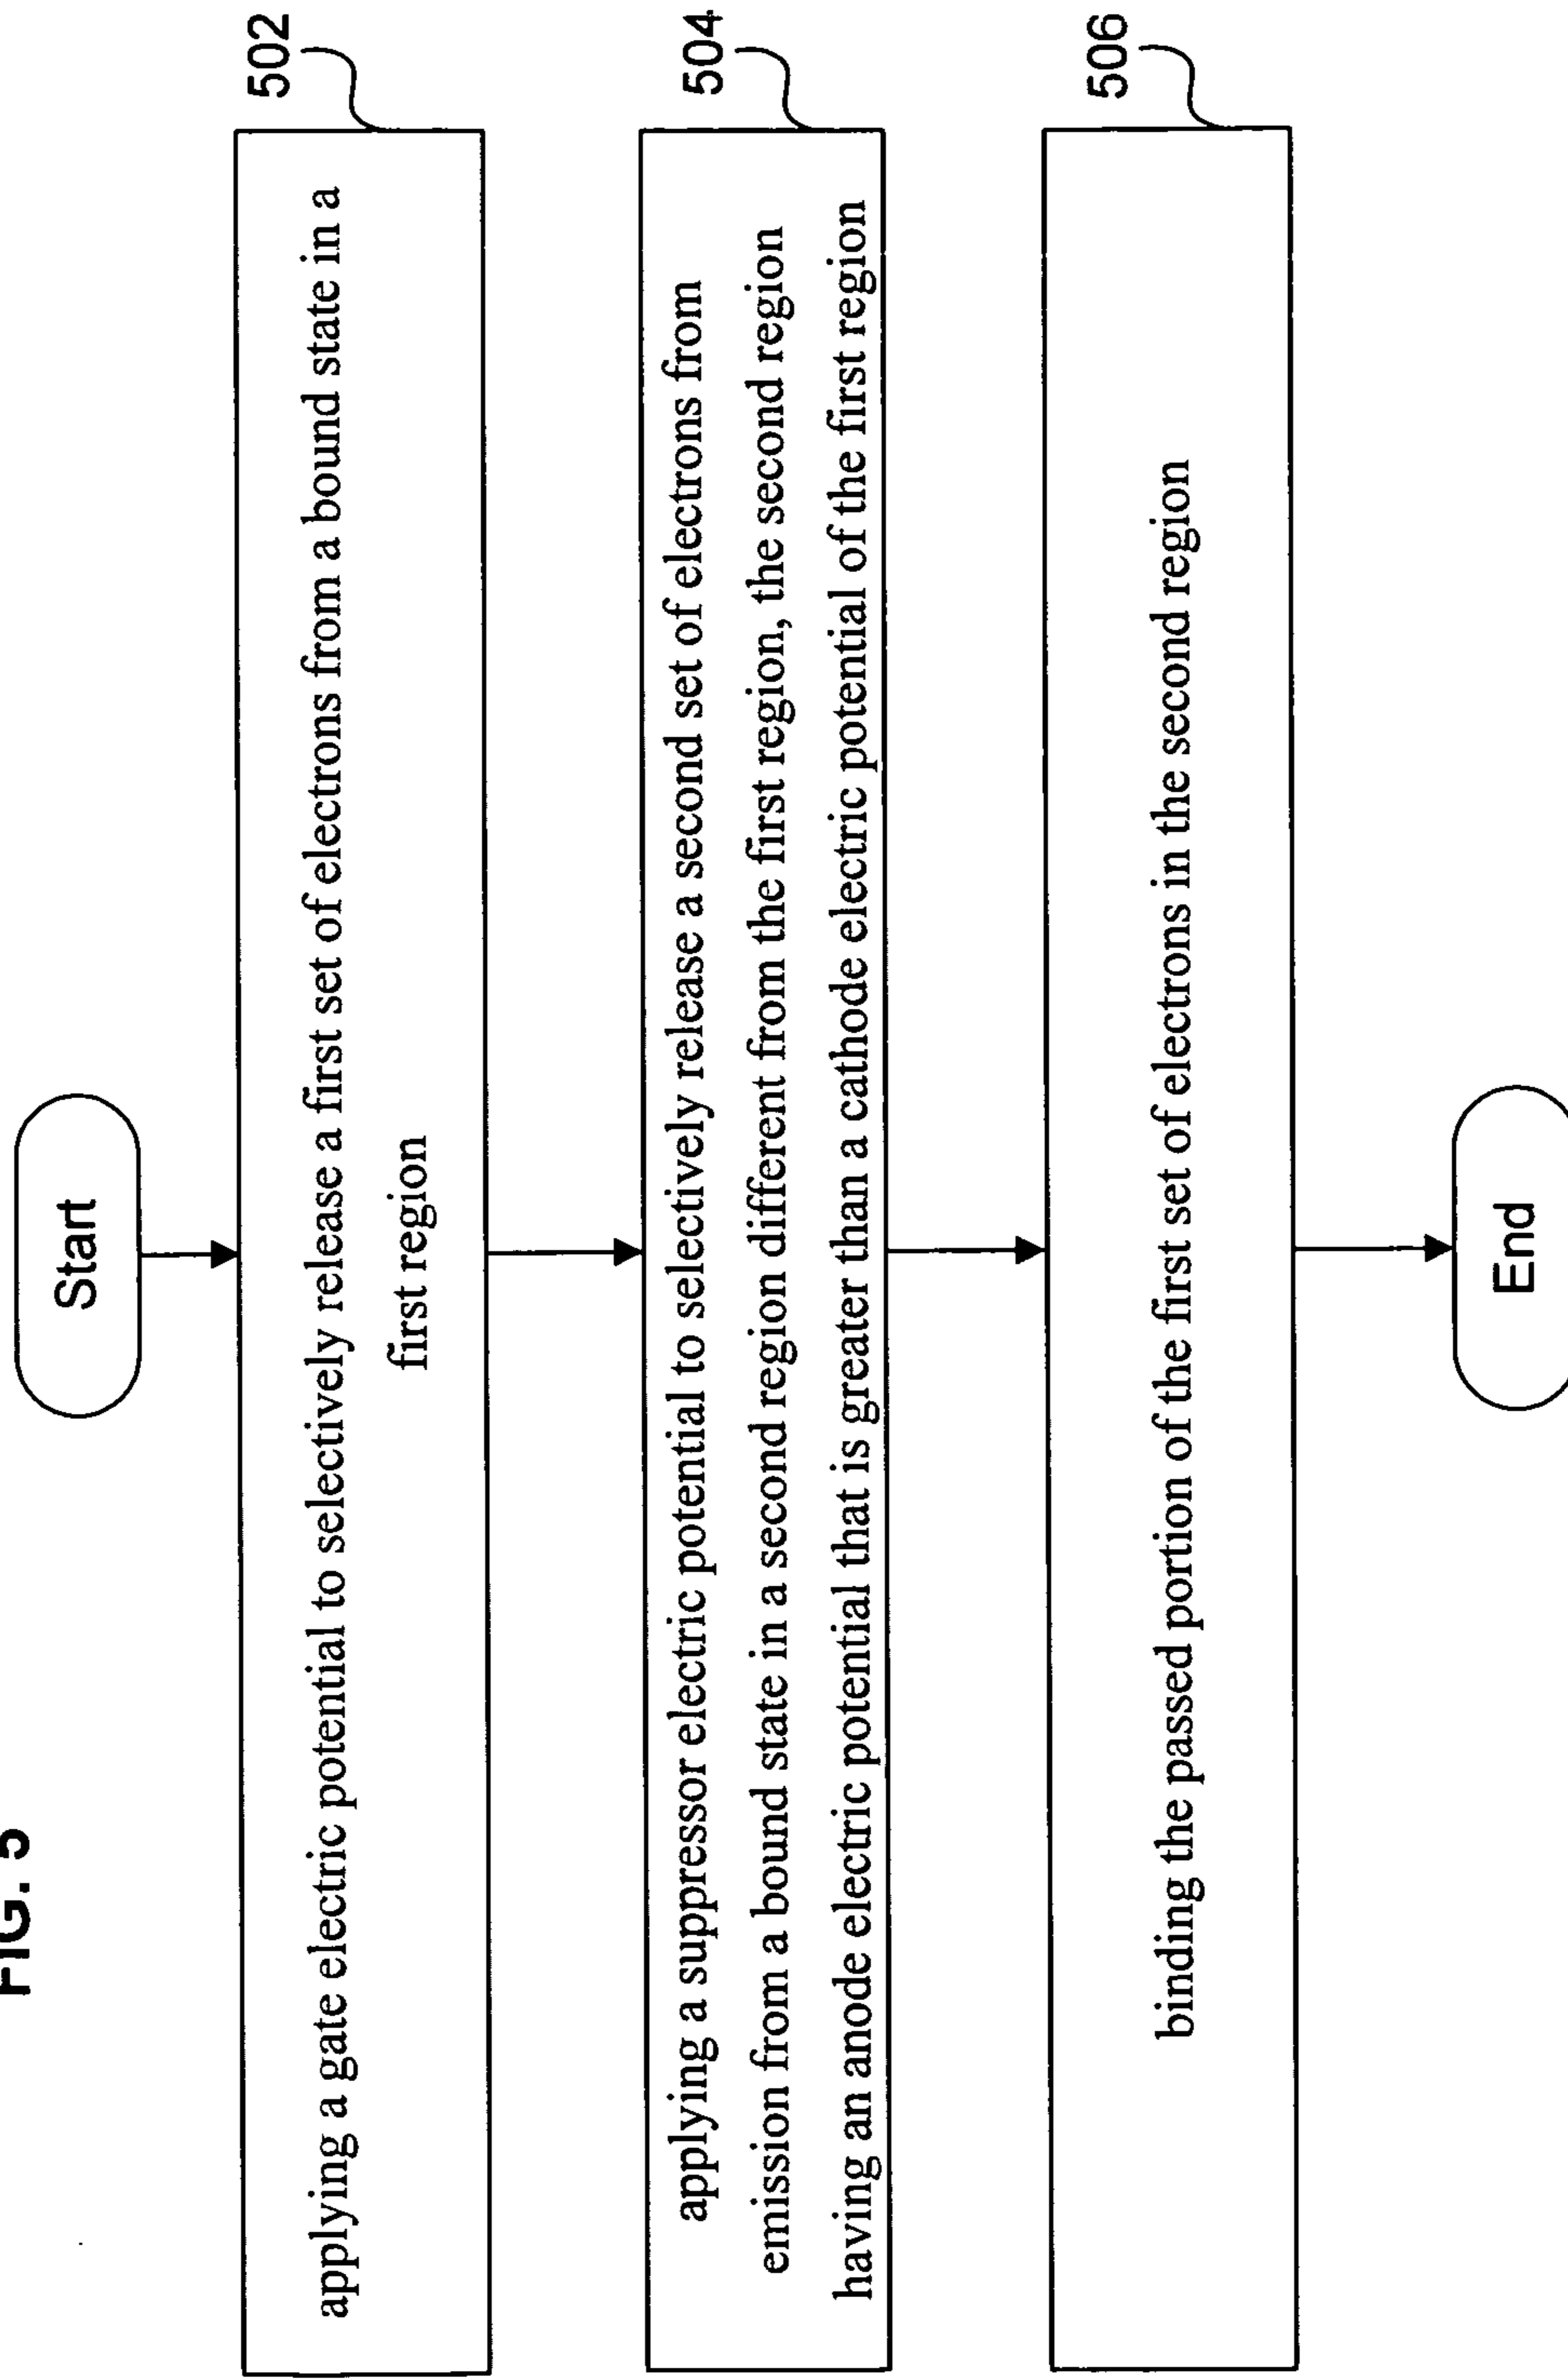 FIG. 5
Start
applying a gate electric potential to selectively release a first set of electrons from a bound state in a
first region
502
applying a suppressor electric potential to selectively release a second set of electrons from
emission from a bound state in a second region different from the first region, the second region
having an anode electric potential that is greater than a cathode electric potential of the first region
504
binding the passed portion of the first set of electrons in the second region
506
End